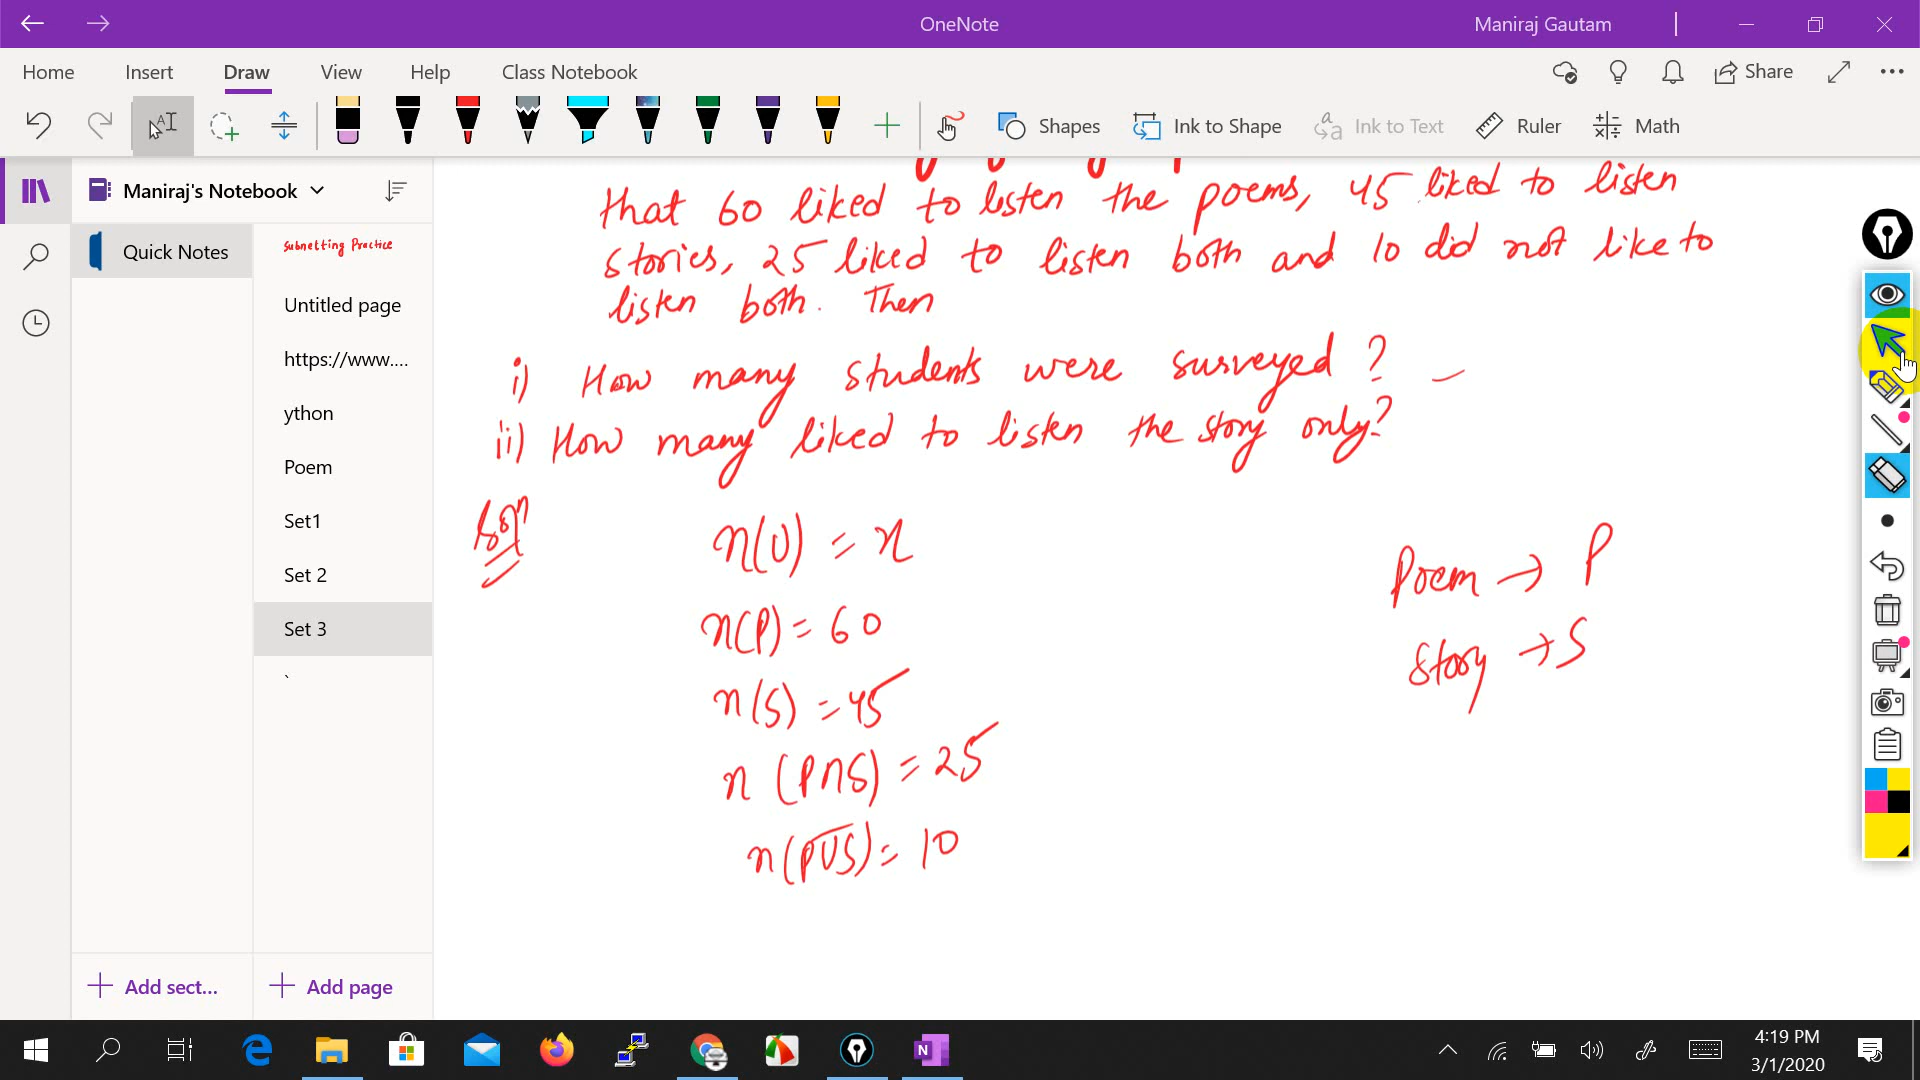 OneNote
Maniraj Gautam
Home Insert Draw View Help Class Notebook
Share
Shapes Ink to Shape Ink to Text Ruler Math
Maniraj's Notebook
Quick Notes
Subnetting Practice
Untitled page
https://www....
ython
Poem
Set1
Set 2
Set 3
`
Add sect...
Add page
that 60 liked to listen the poems, 45 liked to listen
stories, 25 liked to listen both and 10 did not like to
listen both. Then
i) How many students were surveyed ?
ii) How many liked to listen the story only?
Solⁿ
n(U) = x
n(P) = 60
n(S) = 45
n (P∩S) = 25
n(P̅U̅S̅) = 10
Poem → P
Story → S
4:19 PM
3/1/2020